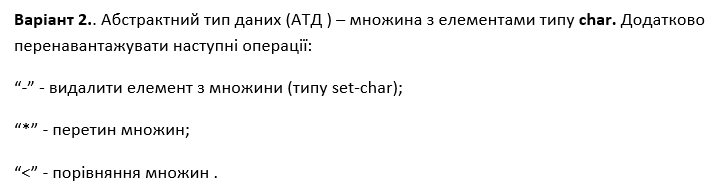 Варіант 2.. Абстрактний тип даних (АТД ) – множина з елементами типу char. Додатково
перенавантажувати наступні операції:
“-” - видалити елемент з множини (типу set-char);
“*” - перетин множин;
“<” - порівняння множин .